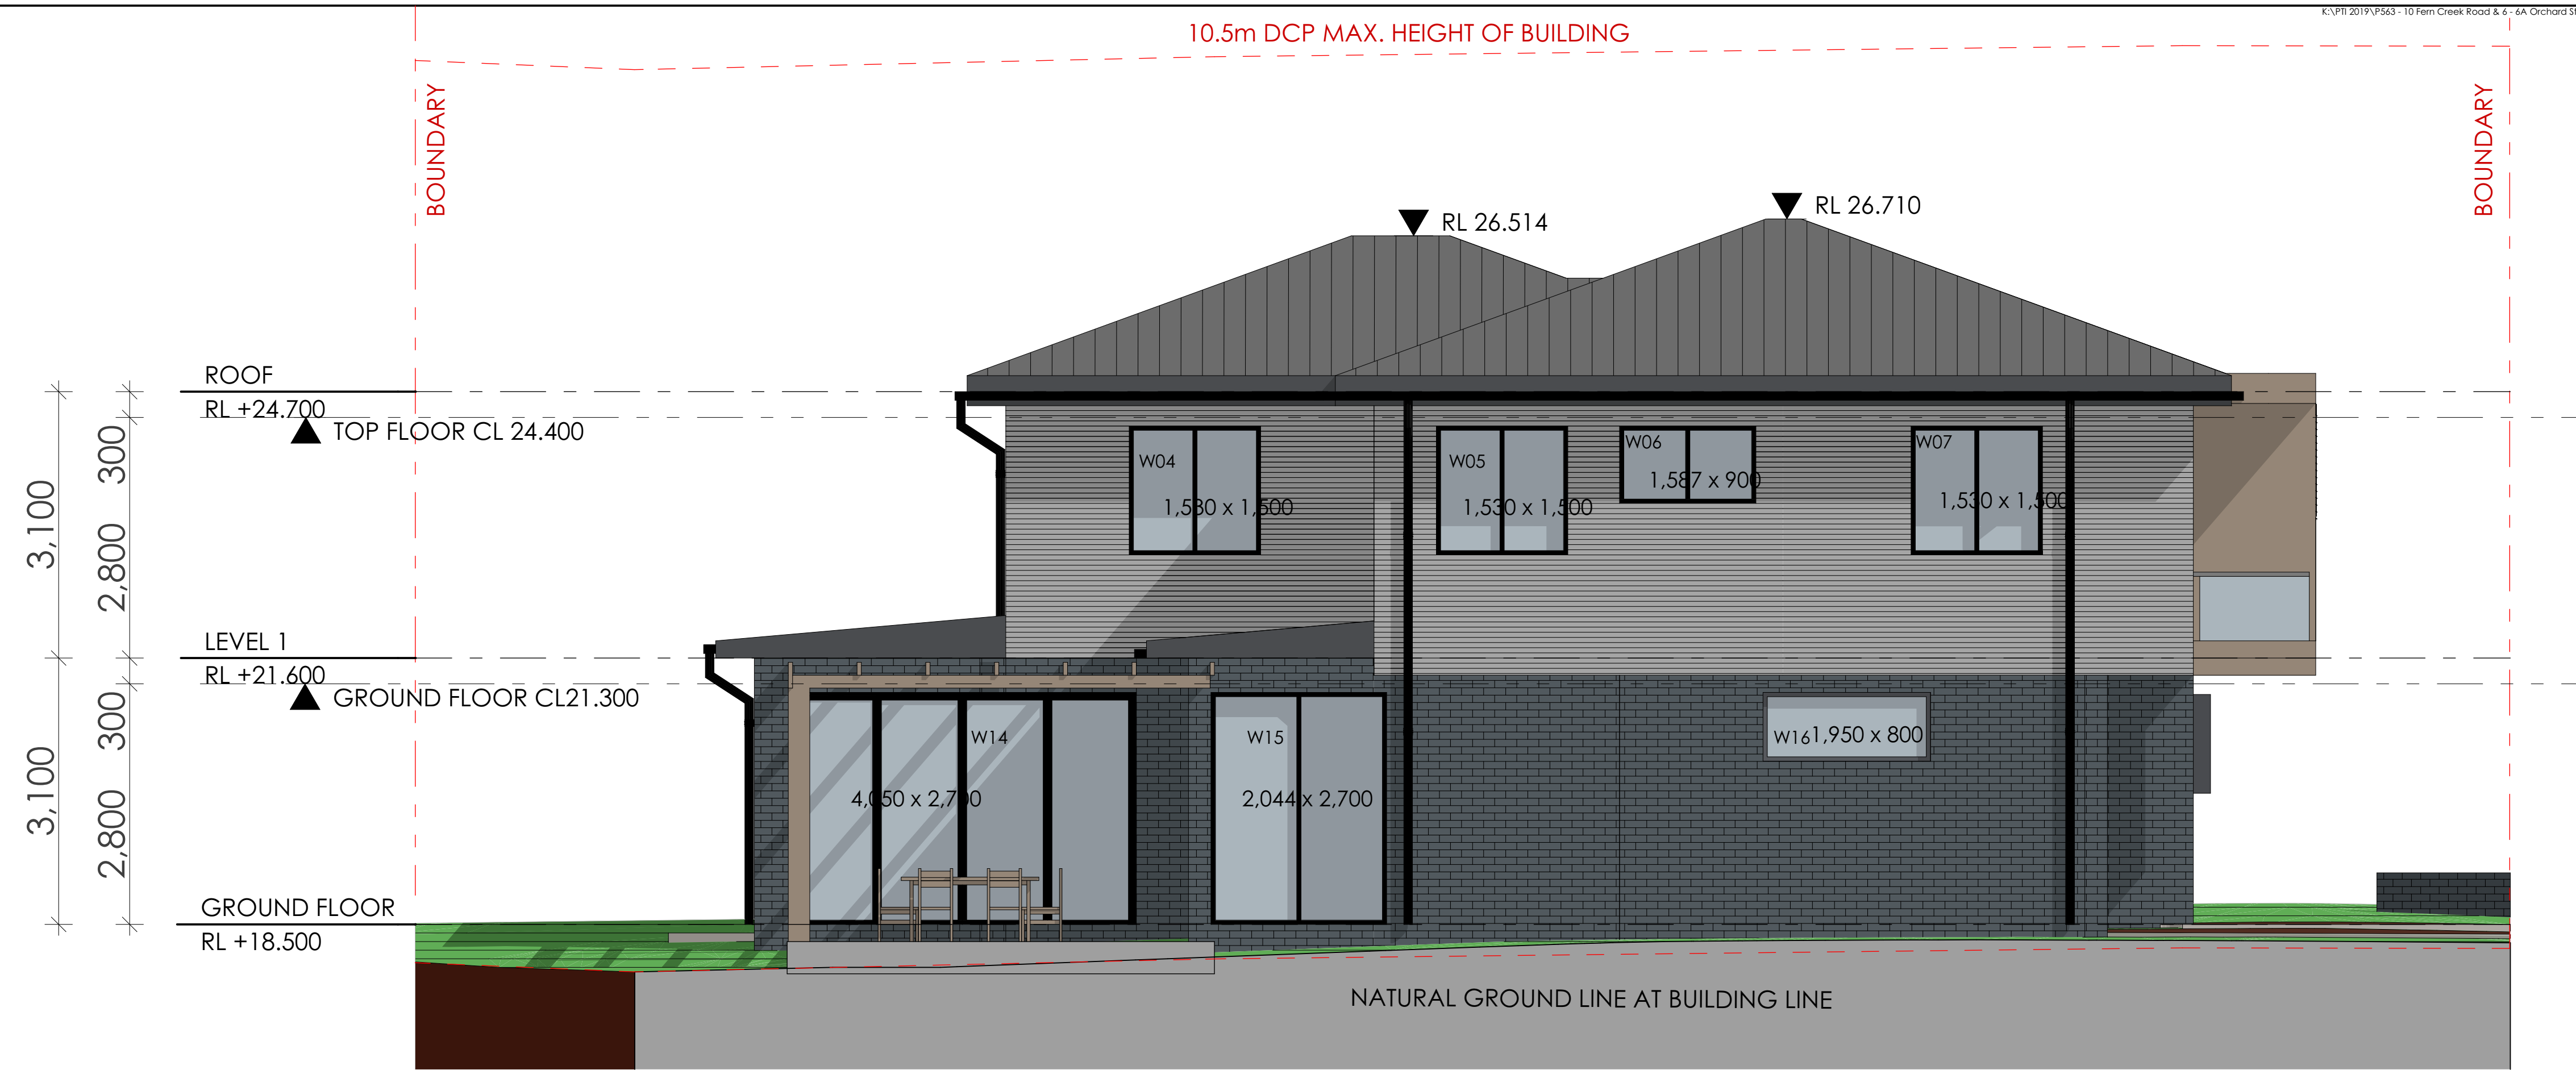 K:\PTI 2019\P563 - 10 Fern Creek Road & 6 - 6A Orchard
10.5m DCP MAX. HEIGHT OF BUILDING
BOUNDARY
BOUNDARY
RL 26.514
RL 26.710
ROOF
RL +24.700
TOP FLOOR CL 24.400
300
3,100
2,800
W04
1,530 x 1,500
W05
1,530 x 1,500
W06
1,587 x 900
W07
1,530 x 1,500
LEVEL 1
RL +21.600
GROUND FLOOR CL21.300
300
3,100
2,800
W14
4,050 x 2,700
W15
2,044 x 2,700
W16 1,950 x 800
GROUND FLOOR
RL +18.500
NATURAL GROUND LINE AT BUILDING LINE